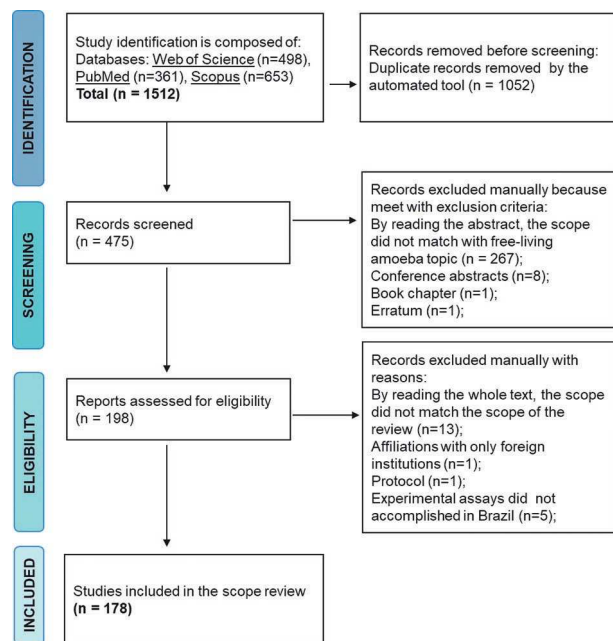 IDENTIFICATION
Study identification is composed of:
Databases: Web of Science (n=498),
PubMed (n=361), Scopus (n=653)
Total (n = 1512)
Records removed before screening:
Duplicate records removed by the
automated tool (n = 1052)
SCREENING
Records screened
(n = 475)
Records excluded manually because
meet with exclusion criteria:
By reading the abstract, the scope
did not match with free-living
amoeba topic (n = 267);
Conference abstracts (n=8);
Book chapter (n=1);
Erratum (n=1);
ELIGIBILITY
Reports assessed for eligibility
(n = 198)
Records excluded manually with
reasons:
By reading the whole text, the scope
did not match the scope of the
review (n=13);
Affiliations with only foreign
institutions (n=1);
Protocol (n=1);
Experimental assays did not
accomplished in Brazil (n=5);
INCLUDED
Studies included in the scope review
(n = 178)